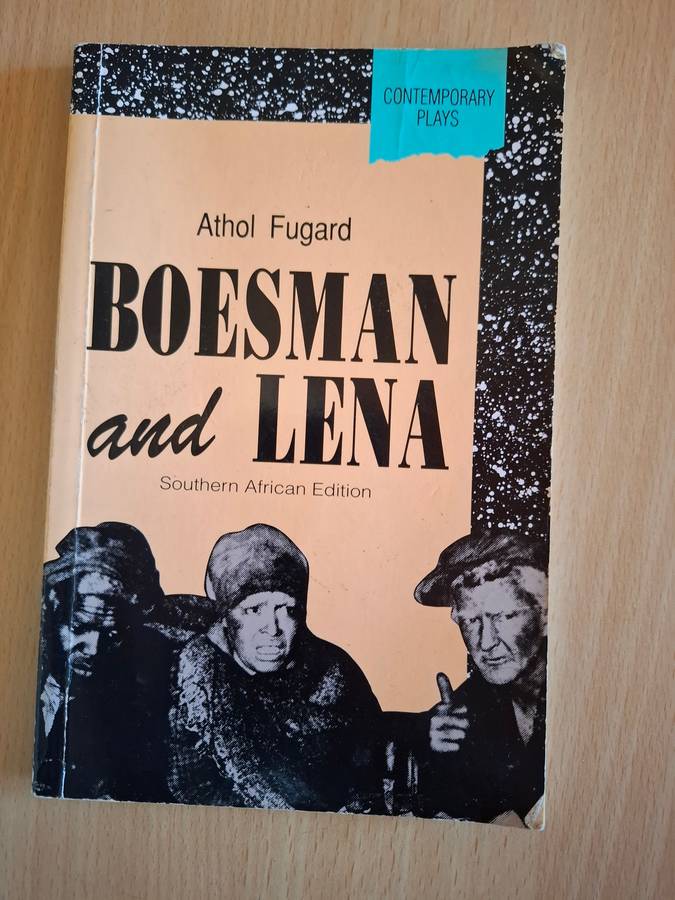 CONTEMPORARY
PLAYS
Athol Fugard
BOESMAN
and LENA
Southern African Edition